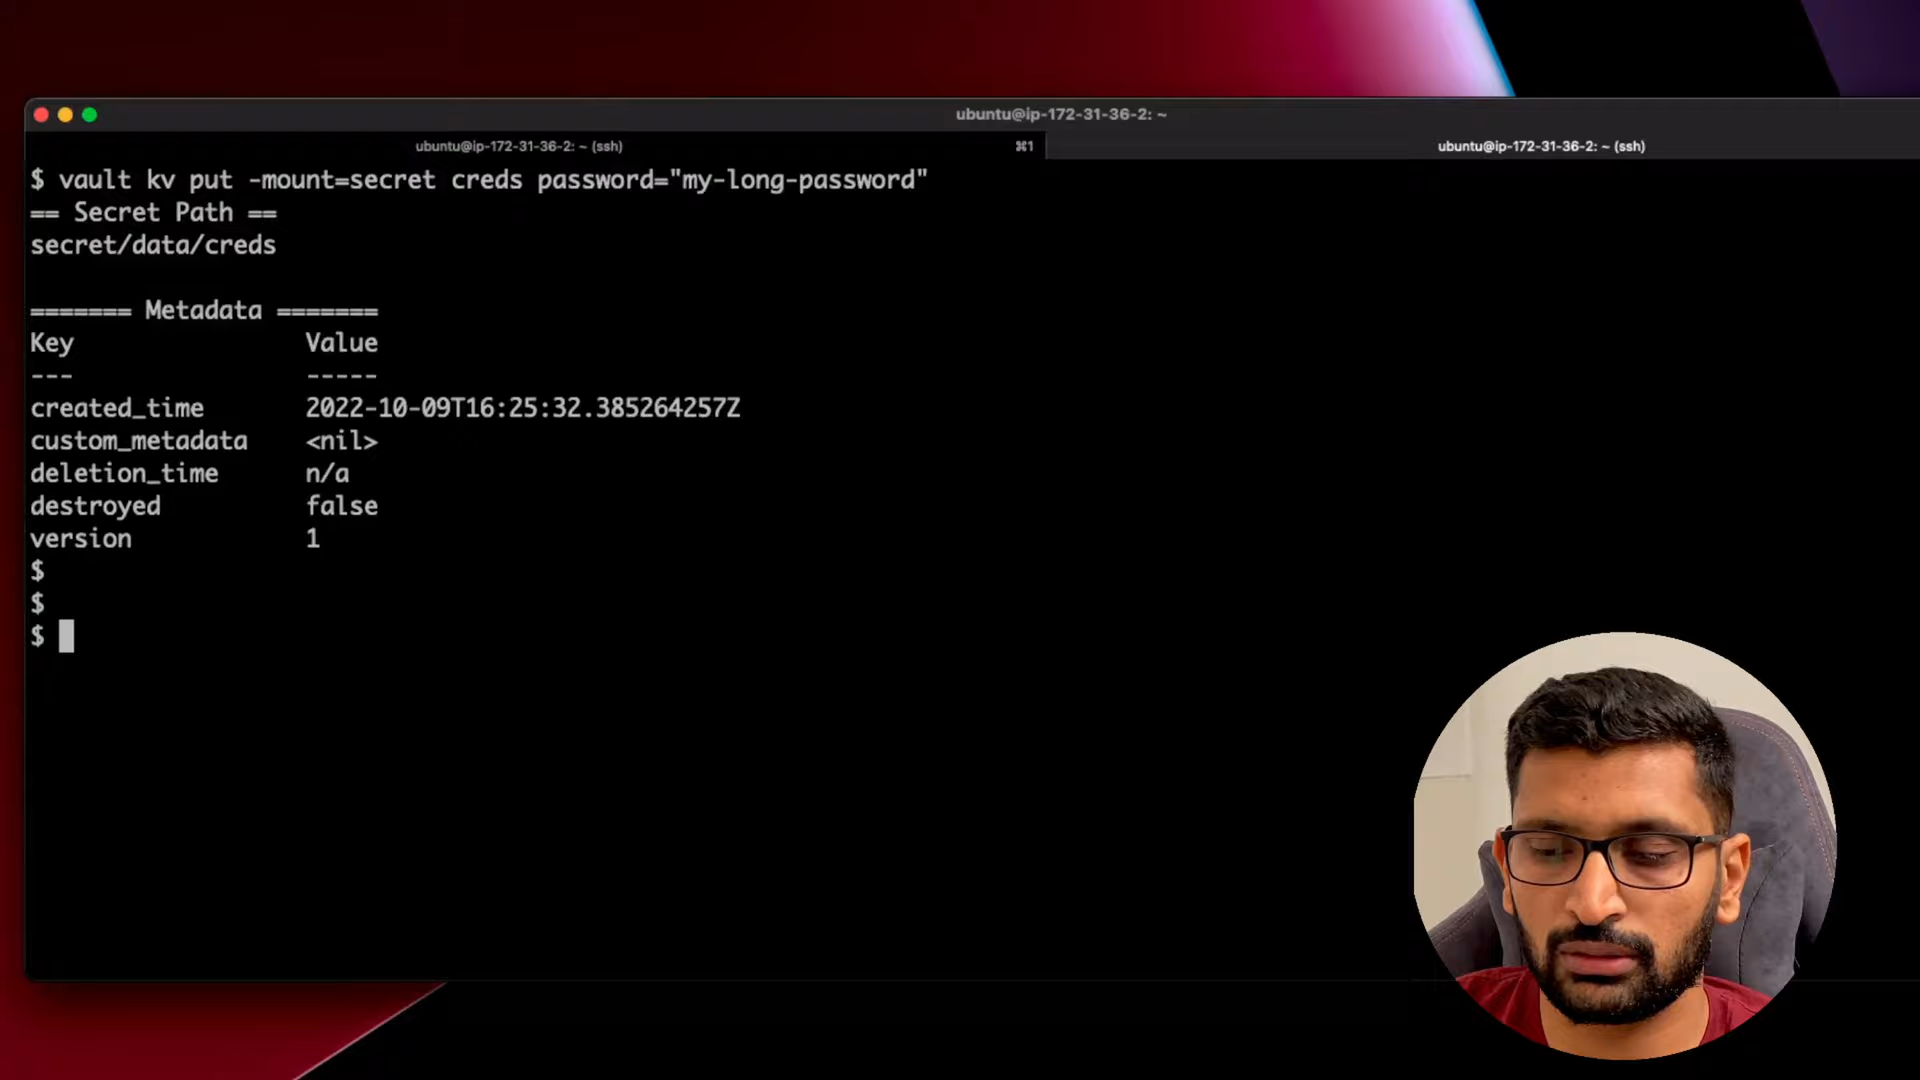 ubuntu@ip-172-31-36-2: ~
ubuntu@ip-172-31-36-2: ~ (ssh)
⌘1
ubuntu@ip-172-31-36-2: ~ (ssh)
$ vault kv put -mount=secret creds password="my-long-password"
== Secret Path ==
secret/data/creds
======= Metadata =======
Key Value
--- -----
created_time 2022-10-09T16:25:32.385264257Z
custom_metadata <nil>
deletion_time n/a
destroyed false
version 1
$
$
$